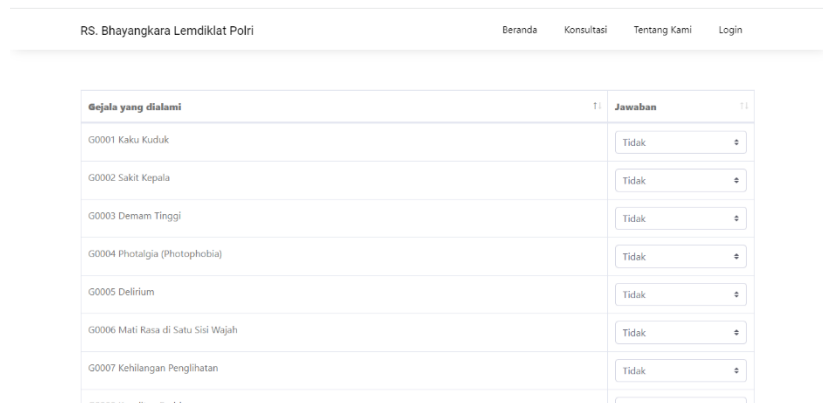 RS. Bhayangkara Lemdiklat Polri Beranda Konsultasi Tentang Kami Login
Gejala yang dialami Jawaban
G0001 Kaku Kuduk Tidak
G0002 Sakit Kepala Tidak
G0003 Demam Tinggi Tidak
G0004 Photalgia (Photophobia) Tidak
G0005 Delirium Tidak
G0006 Mati Rasa di Satu Sisi Wajah Tidak
G0007 Kehilangan Penglihatan Tidak